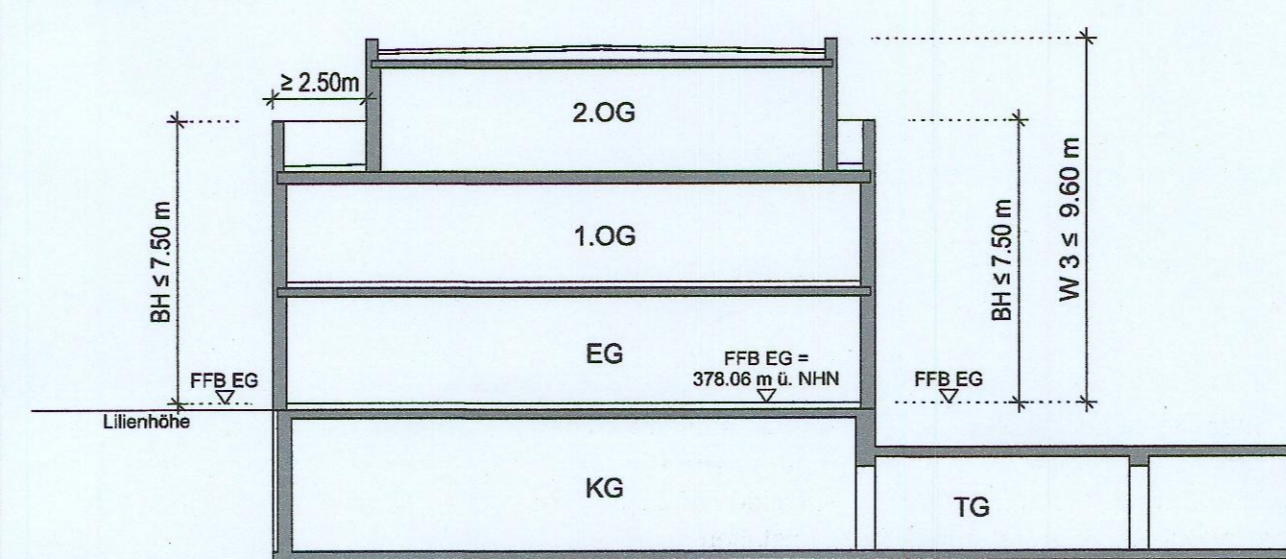 ≥ 2.50m
2.OG
BH ≤ 7.50 m
1.OG
BH ≤ 7.50 m
W 3 ≤ 9.60 m
EG
FFB EG =
378.06 m ü. NHN
FFB EG
FFB EG
Lilienhöhe
KG
TG